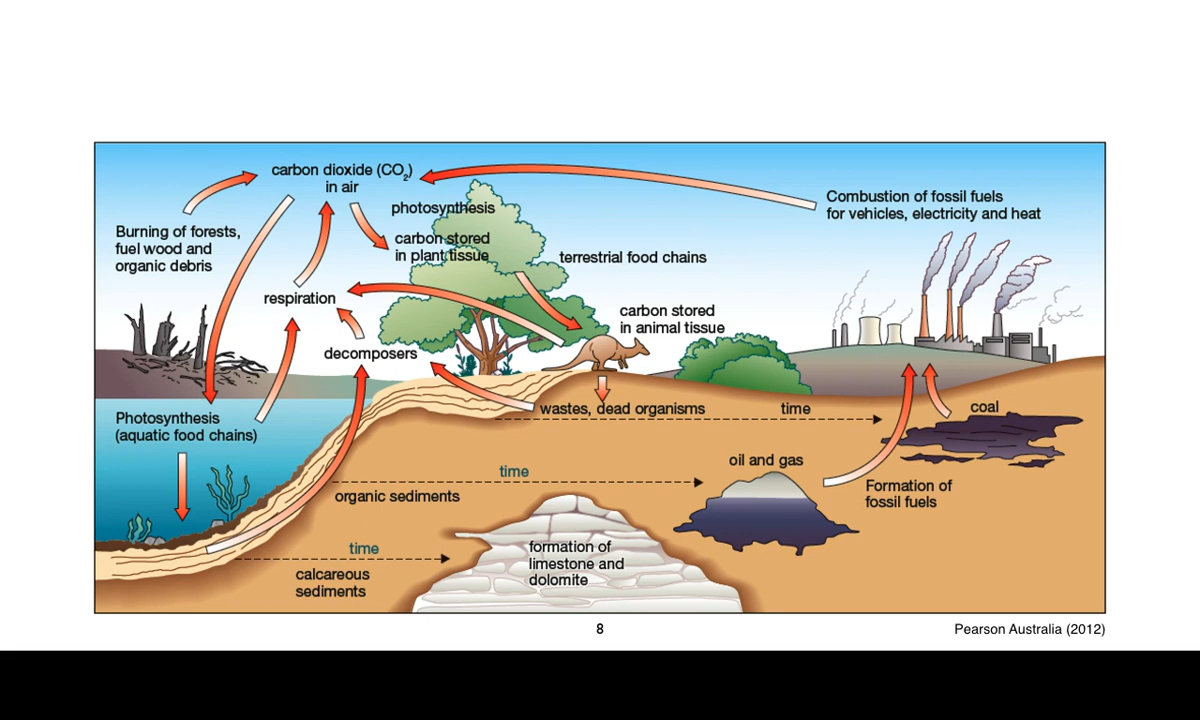 carbon dioxide (CO₂)
in air
photosynthesis
carbon stored
in plant tissue
Combustion of fossil fuels
for vehicles, electricity and heat
Burning of forests,
fuel wood and
organic debris
terrestrial food chains
respiration
carbon stored
in animal tissue
decomposers
Photosynthesis
(aquatic food chains)
wastes, dead organisms
time
coal
oil and gas
time
organic sediments
Formation of
fossil fuels
time
calcareous
sediments
formation of
limestone and
dolomite
8
Pearson Australia (2012)